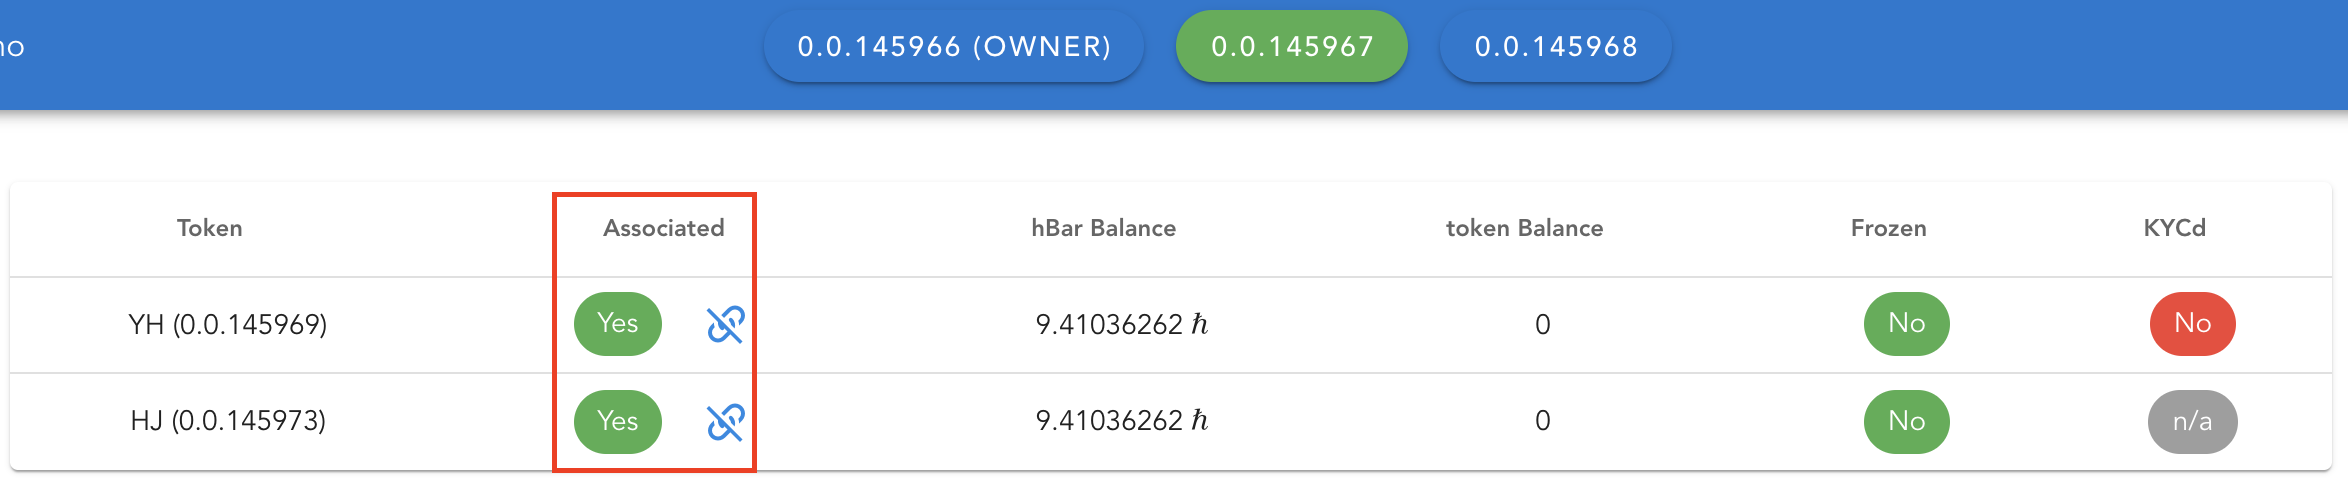 no 0.0.145966 (OWNER) 0.0.145967 0.0.145968
Token Associated hBar Balance token Balance Frozen KYCd
YH (0.0.145969) Yes 9.41036262 ℏ 0 No No
HJ (0.0.145973) Yes 9.41036262 ℏ 0 No n/a